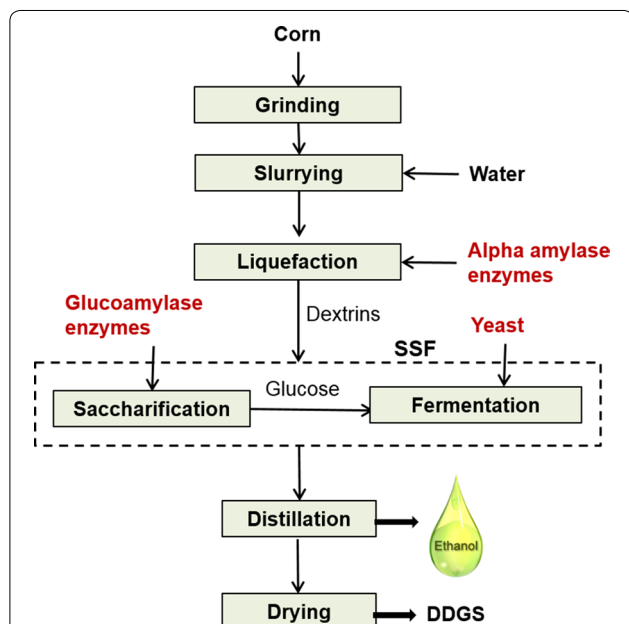 Corn
Grinding
Slurrying
Water
Liquefaction
Alpha amylase
enzymes
Glucoamylase
enzymes
Dextrins
Yeast
SSF
Saccharification
Glucose
Fermentation
Distillation
Ethanol
Drying
DDGS